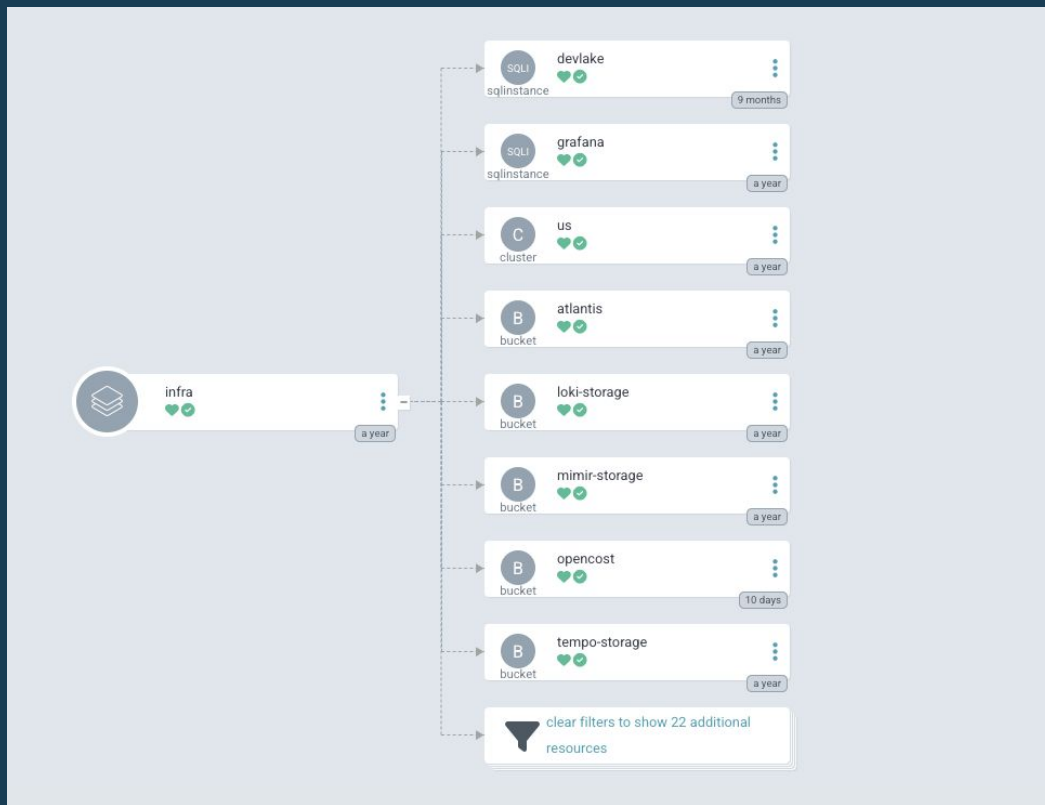 SQLI
sqlinstance
devlake
9 months
SQLI
sqlinstance
grafana
a year
C
cluster
us
a year
B
bucket
atlantis
a year
infra
a year
B
bucket
loki-storage
a year
B
bucket
mimir-storage
a year
B
bucket
opencost
10 days
B
bucket
tempo-storage
a year
clear filters to show 22 additional
resources